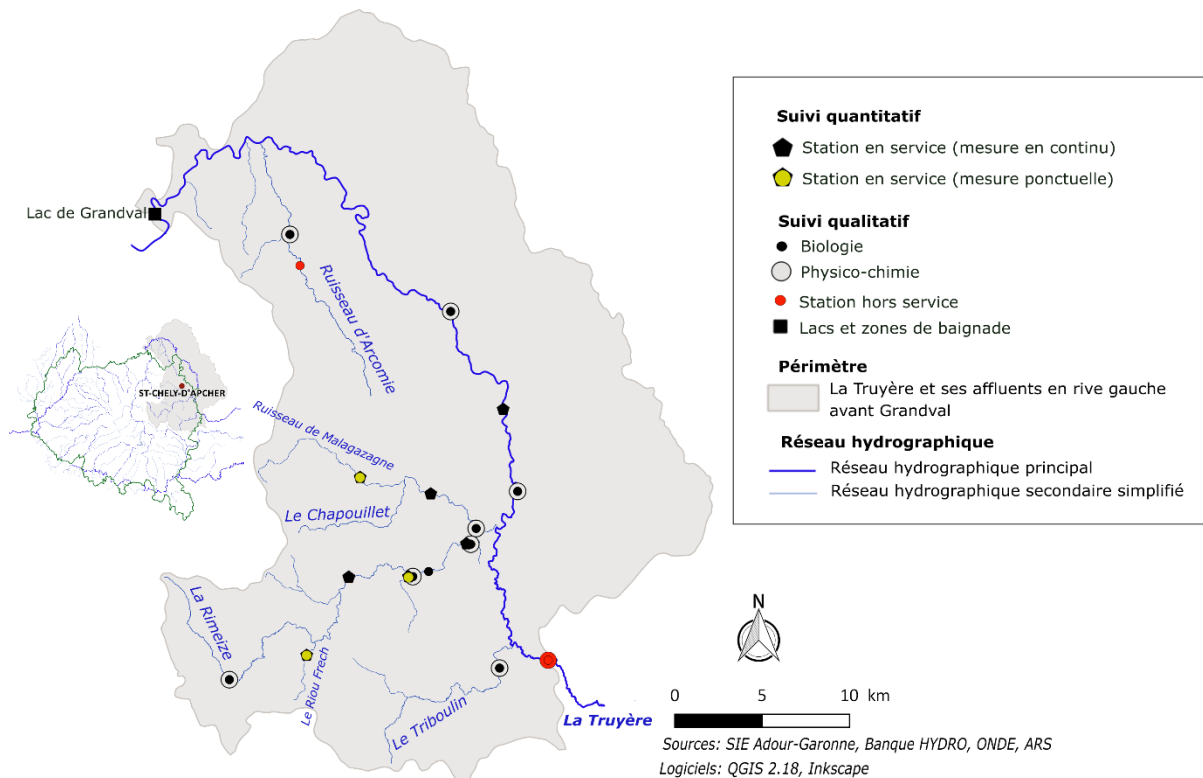 Lac de Grandval
Ruisseau d'Arcomie
ST-CHELY-D'APCHER
Ruisseau de Malagazagne
Le Chapouillet
La Rimeize
Le Riou Frech
Le Triboulin
La Truyère
Suivi quantitatif
Station en service (mesure en continu)
Station en service (mesure ponctuelle)
Suivi qualitatif
Biologie
Physico-chimie
Station hors service
Lacs et zones de baignade
Périmètre
La Truyère et ses affluents en rive gauche
avant Grandval
Réseau hydrographique
Réseau hydrographique principal
Réseau hydrographique secondaire simplifié
N
0 5 10 km
Sources: SIE Adour-Garonne, Banque HYDRO, ONDE, ARS
Logiciels: QGIS 2.18, Inkscape